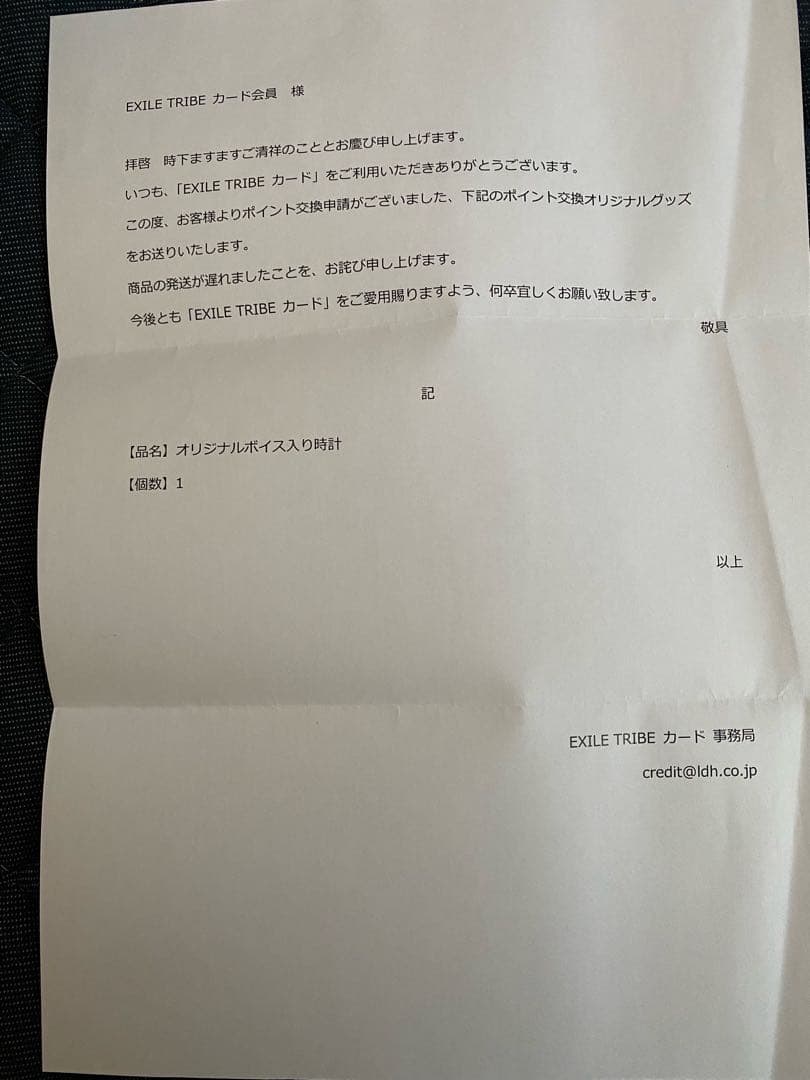 EXILE TRIBE カード会員　様
拝啓　時下ますますご清祥のこととお慶び申し上げます。
いつも、「EXILE TRIBE カード」をご利用いただきありがとうございます。
この度、お客様よりポイント交換申請がございました、下記のポイント交換オリジナルグッズ
をお送りいたします。
商品の発送が遅れましたことを、お詫び申し上げます。
今後とも「EXILE TRIBE カード」をご愛用賜りますよう、何卒宜しくお願い致します。
敬具
記
【品名】オリジナルボイス入り時計
【個数】1
以上
EXILE TRIBE カード 事務局
credit@ldh.co.jp